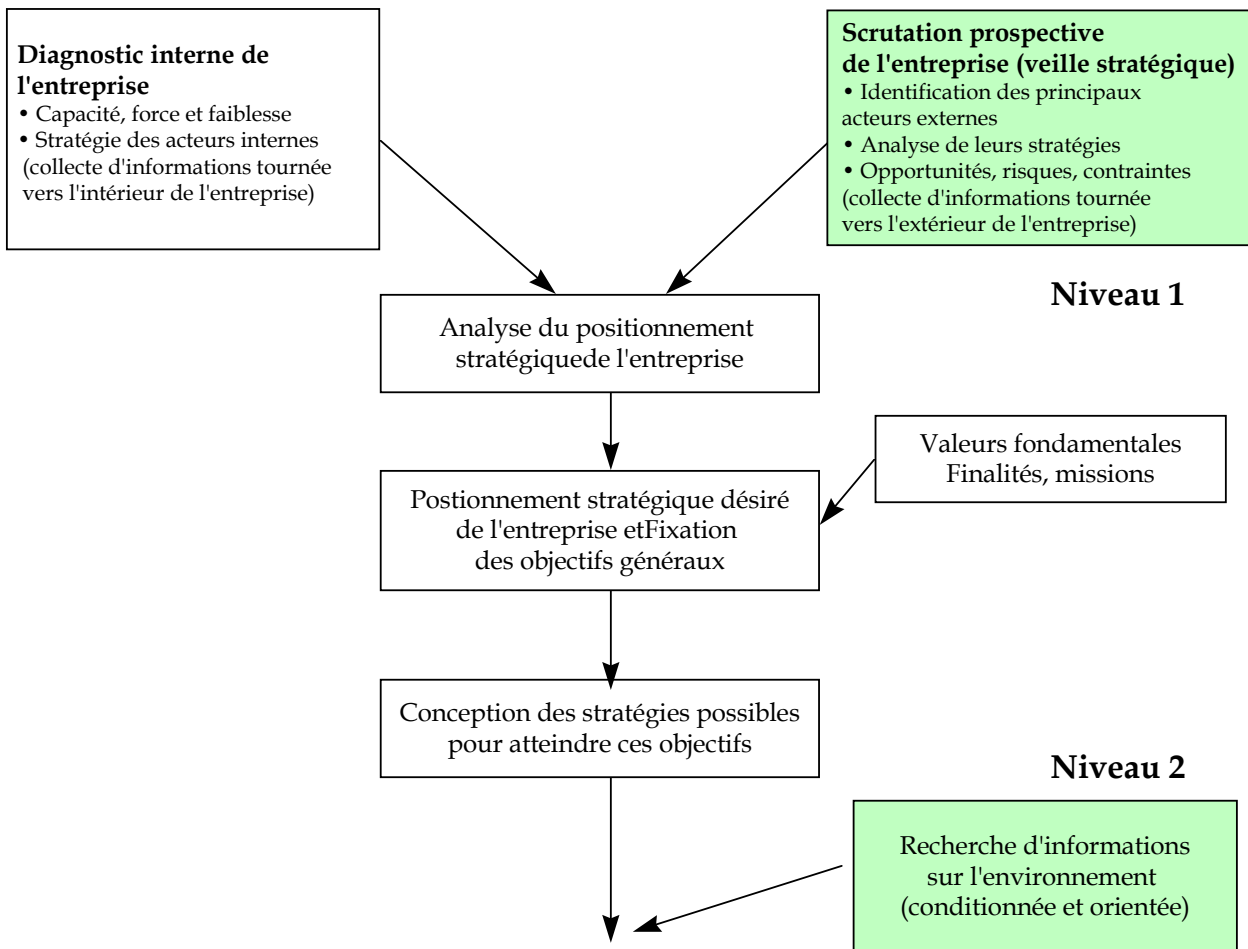 Diagnostic interne de
l'entreprise
• Capacité, force et faiblesse
• Stratégie des acteurs internes
(collecte d'informations tournée
vers l'intérieur de l'entreprise)
Scrutation prospective
de l'entreprise (veille stratégique)
• Identification des principaux
acteurs externes
• Analyse de leurs stratégies
• Opportunités, risques, contraintes
(collecte d'informations tournée
vers l'extérieur de l'entreprise)
Niveau 1
Analyse du positionnement
stratégiquede l'entreprise
Valeurs fondamentales
Finalités, missions
Postionnement stratégique désiré
de l'entreprise etFixation
des objectifs généraux
Conception des stratégies possibles
pour atteindre ces objectifs
Niveau 2
Recherche d'informations
sur l'environnement
(conditionnée et orientée)